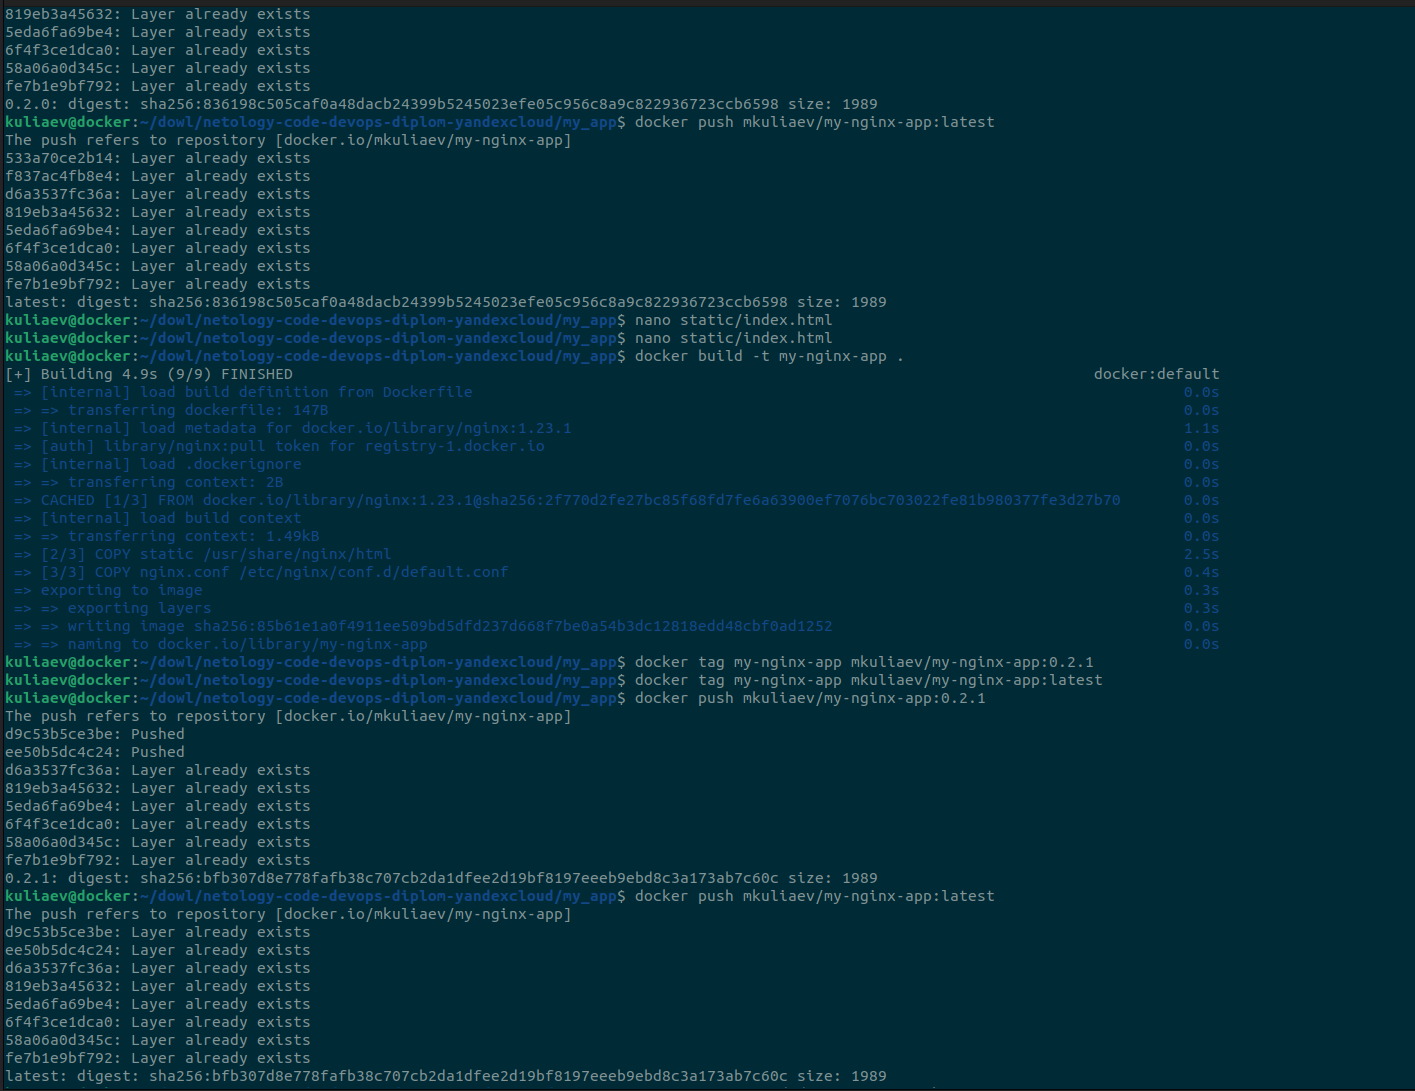 819eb3a45632: Layer already exists
5eda6fa69be4: Layer already exists
6f4f3ce1dca0: Layer already exists
58a06a0d345c: Layer already exists
fe7b1e9bf792: Layer already exists
0.2.0: digest: sha256:836198c505caf0a48dacb24399b5245023efe05c956c8a9c822936723ccb6598 size: 1989
kuliaev@docker:~/dowl/netology-code-devops-diplom-yandexcloud/my_app$ docker push mkuliaev/my-nginx-app:latest
The push refers to repository [docker.io/mkuliaev/my-nginx-app]
533a70ce2b14: Layer already exists
f837ac4fb8e4: Layer already exists
d6a3537fc36a: Layer already exists
819eb3a45632: Layer already exists
5eda6fa69be4: Layer already exists
6f4f3ce1dca0: Layer already exists
58a06a0d345c: Layer already exists
fe7b1e9bf792: Layer already exists
latest: digest: sha256:836198c505caf0a48dacb24399b5245023efe05c956c8a9c822936723ccb6598 size: 1989
kuliaev@docker:~/dowl/netology-code-devops-diplom-yandexcloud/my_app$ nano static/index.html
kuliaev@docker:~/dowl/netology-code-devops-diplom-yandexcloud/my_app$ nano static/index.html
kuliaev@docker:~/dowl/netology-code-devops-diplom-yandexcloud/my_app$ docker build -t my-nginx-app .
[+] Building 4.9s (9/9) FINISHED docker:default
=> [internal] load build definition from Dockerfile 0.0s
=> => transferring dockerfile: 147B 0.0s
=> [internal] load metadata for docker.io/library/nginx:1.23.1 1.1s
=> [auth] library/nginx:pull token for registry-1.docker.io 0.0s
=> [internal] load .dockerignore 0.0s
=> => transferring context: 2B 0.0s
=> CACHED [1/3] FROM docker.io/library/nginx:1.23.1@sha256:2f770d2fe27bc85f68fd7fe6a63900ef7076bc703022fe81b980377fe3d27b70 0.0s
=> [internal] load build context 0.0s
=> => transferring context: 1.49kB 0.0s
=> [2/3] COPY static /usr/share/nginx/html 2.5s
=> [3/3] COPY nginx.conf /etc/nginx/conf.d/default.conf 0.4s
=> exporting to image 0.3s
=> => exporting layers 0.3s
=> => writing image sha256:85b61e1a0f4911ee509bd5dfd237d668f7be0a54b3dc12818edd48cbf0ad1252 0.0s
=> => naming to docker.io/library/my-nginx-app 0.0s
kuliaev@docker:~/dowl/netology-code-devops-diplom-yandexcloud/my_app$ docker tag my-nginx-app mkuliaev/my-nginx-app:0.2.1
kuliaev@docker:~/dowl/netology-code-devops-diplom-yandexcloud/my_app$ docker tag my-nginx-app mkuliaev/my-nginx-app:latest
kuliaev@docker:~/dowl/netology-code-devops-diplom-yandexcloud/my_app$ docker push mkuliaev/my-nginx-app:0.2.1
The push refers to repository [docker.io/mkuliaev/my-nginx-app]
d9c53b5ce3be: Pushed
ee50b5dc4c24: Pushed
d6a3537fc36a: Layer already exists
819eb3a45632: Layer already exists
5eda6fa69be4: Layer already exists
6f4f3ce1dca0: Layer already exists
58a06a0d345c: Layer already exists
fe7b1e9bf792: Layer already exists
0.2.1: digest: sha256:bfb307d8e778fafb38c707cb2da1dfee2d19bf8197eeeb9ebd8c3a173ab7c60c size: 1989
kuliaev@docker:~/dowl/netology-code-devops-diplom-yandexcloud/my_app$ docker push mkuliaev/my-nginx-app:latest
The push refers to repository [docker.io/mkuliaev/my-nginx-app]
d9c53b5ce3be: Layer already exists
ee50b5dc4c24: Layer already exists
d6a3537fc36a: Layer already exists
819eb3a45632: Layer already exists
5eda6fa69be4: Layer already exists
6f4f3ce1dca0: Layer already exists
58a06a0d345c: Layer already exists
fe7b1e9bf792: Layer already exists
latest: digest: sha256:bfb307d8e778fafb38c707cb2da1dfee2d19bf8197eeeb9ebd8c3a173ab7c60c size: 1989